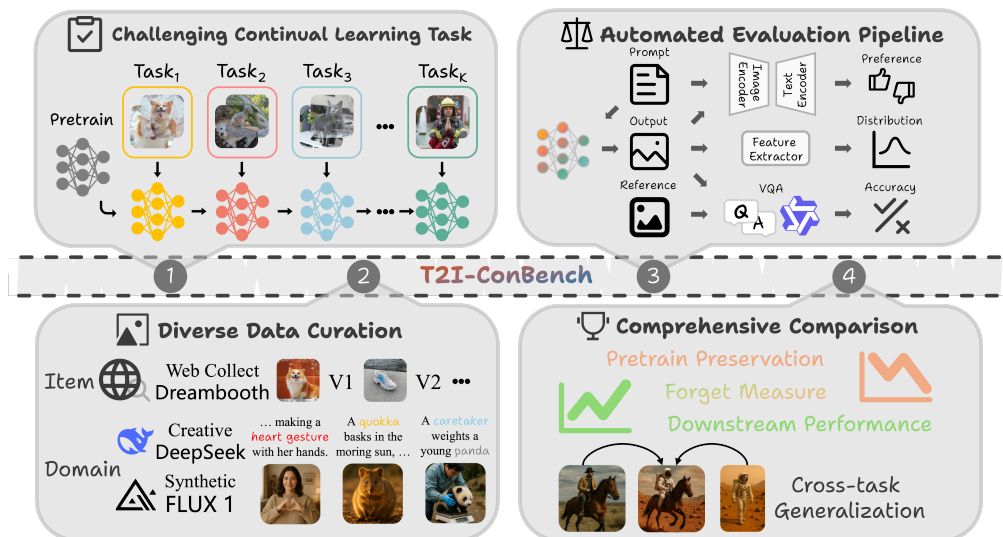 Challenging Continual Learning Task
Task1 Task2 Task3 TaskK
Pretrain
...
...
Automated Evaluation Pipeline
Prompt
Image Encoder
Text Encoder
Preference
Output
Feature Extractor
Distribution
Reference
VQA
Q
A
Accuracy
1 2 T2I-ConBench 3 4
Diverse Data Curation
Item
Web Collect
Dreambooth
V1 V2 ...
Domain
Creative
DeepSeek
... making a
heart gesture
with her hands.
A quokka
basks in the
moring sun, ...
A caretaker
weights a
young panda
Synthetic
FLUX 1
Comprehensive Comparison
Pretrain Preservation
Forget Measure
Downstream Performance
Cross-task
Generalization